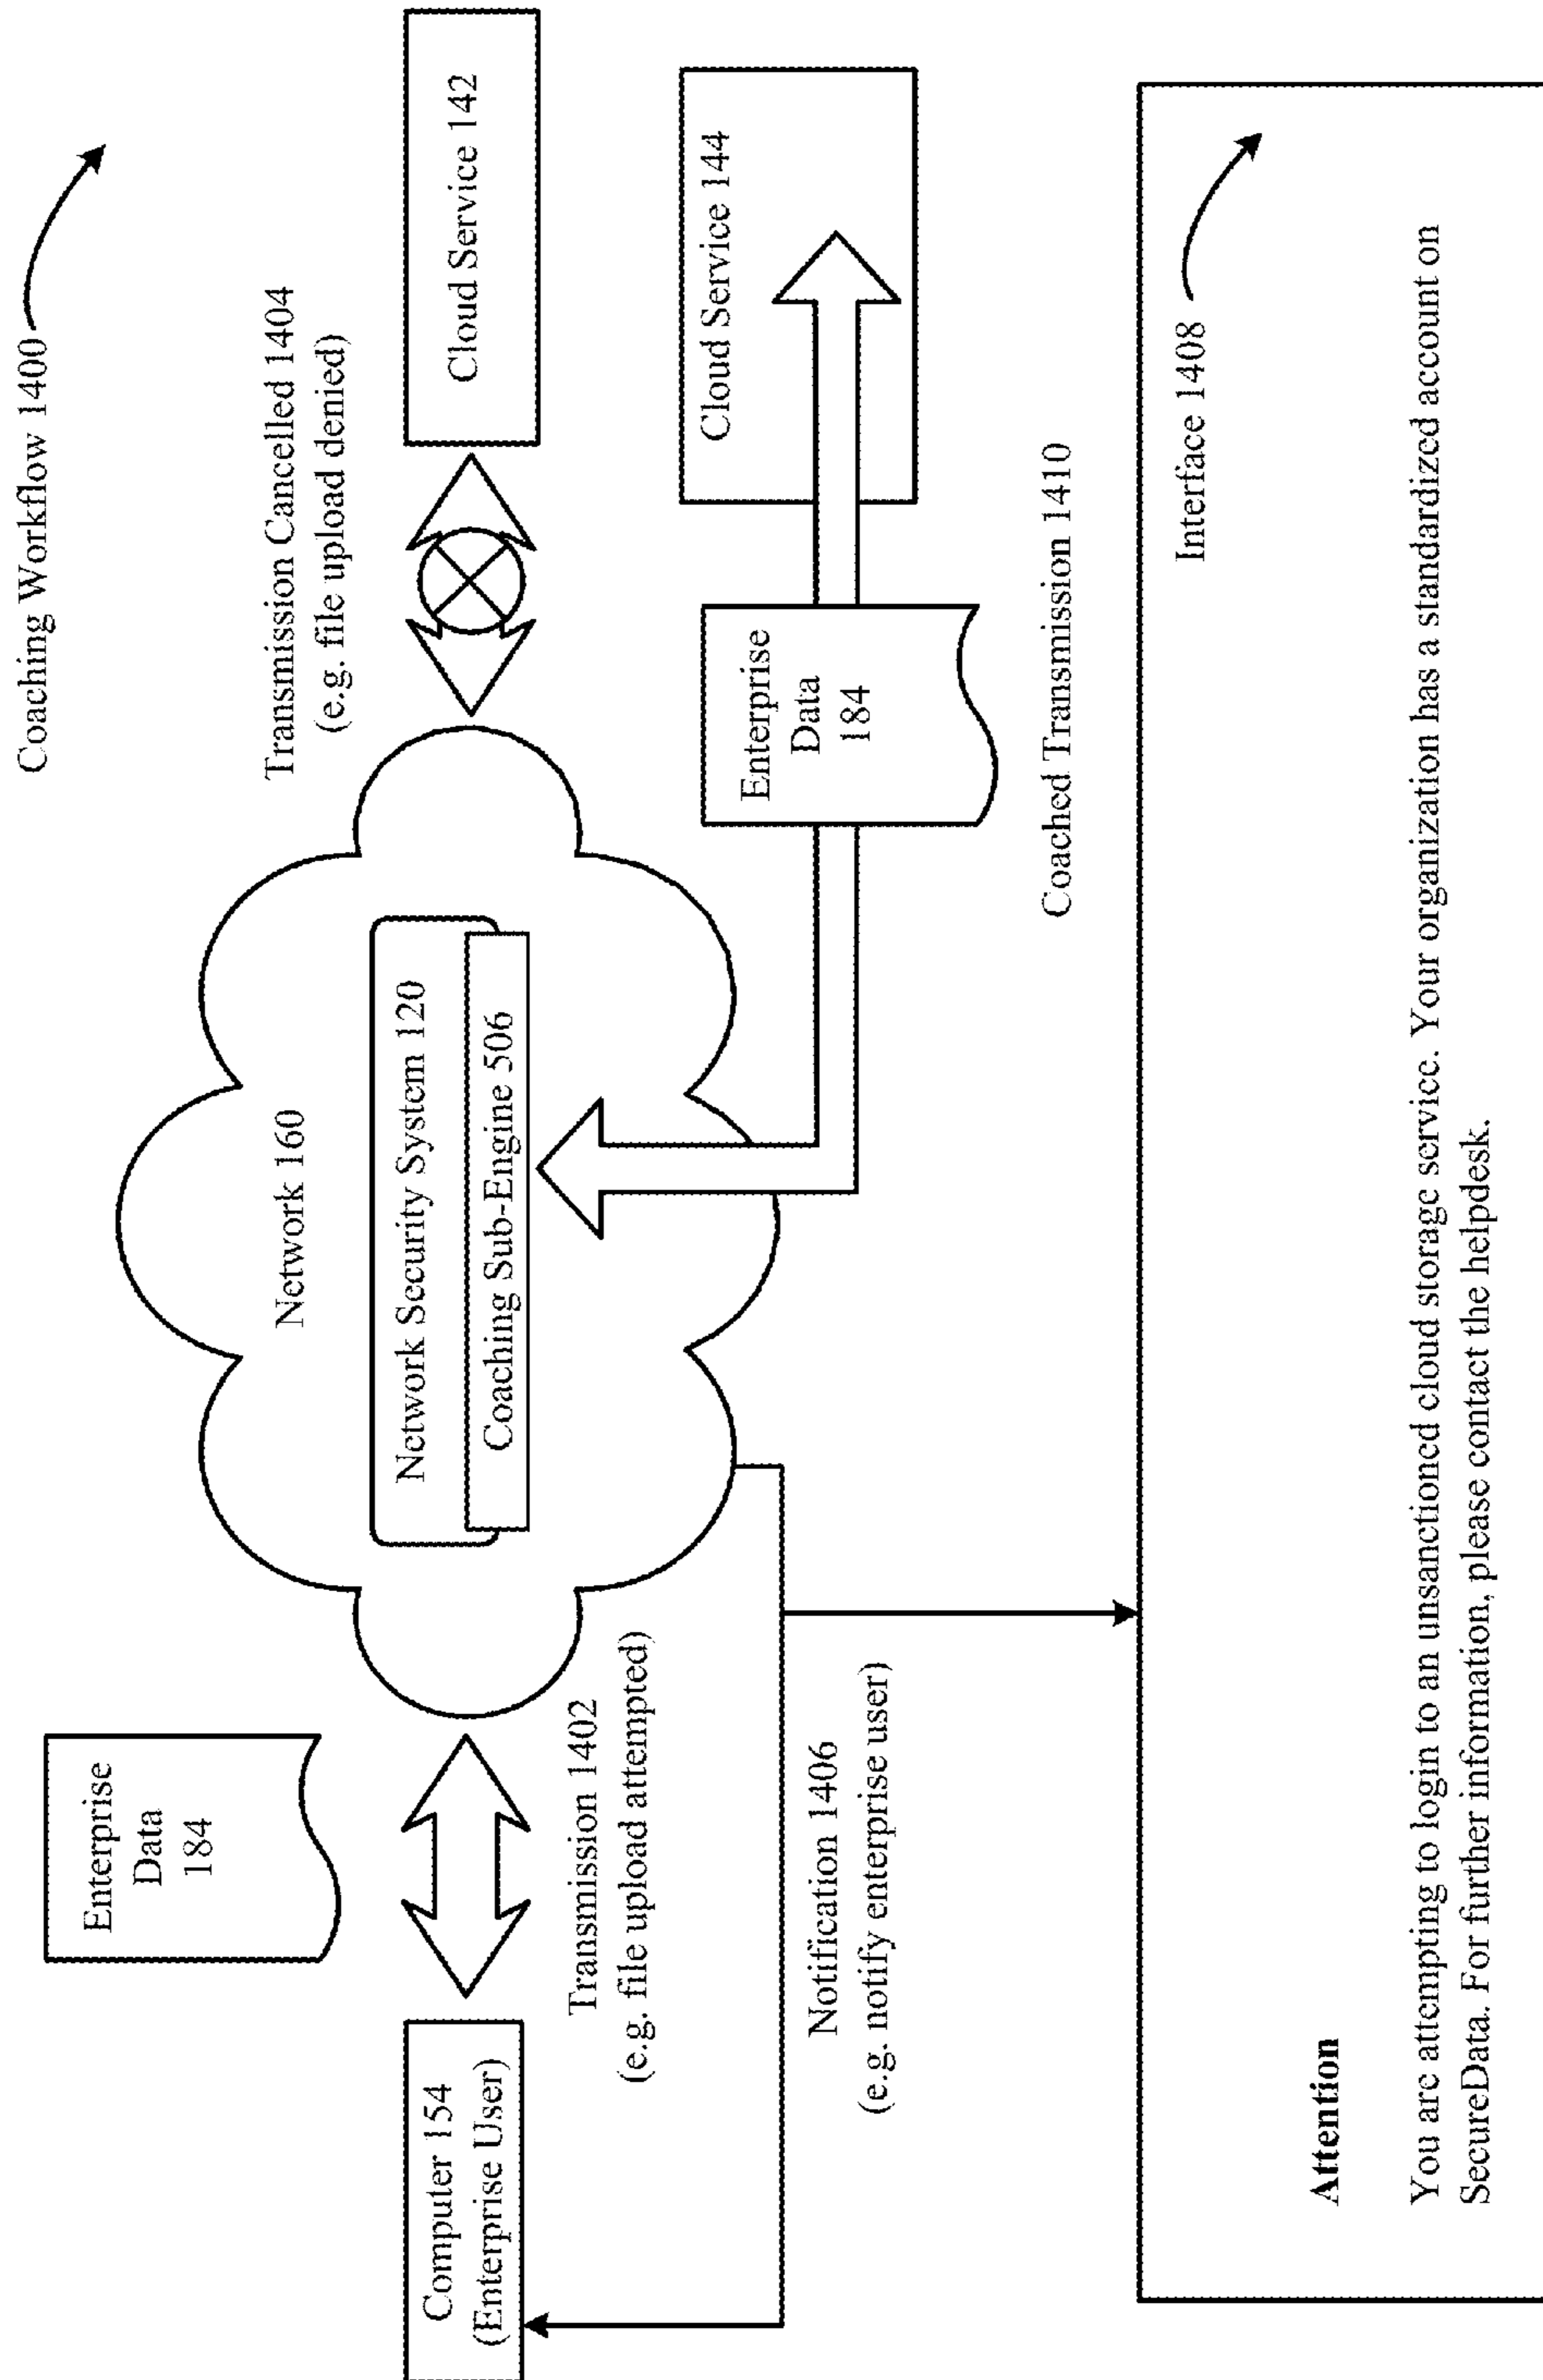 Coaching Workflow 1400
Enterprise
Data
184
Computer 154
(Enterprise User)
Transmission 1402
(e.g. file upload attempted)
Network 160
Network Security System 120
Coaching Sub-Engine 506
Transmission Cancelled 1404
(e.g. file upload denied)
Cloud Service 142
Cloud Service 144
Enterprise
Data
184
Coached Transmission 1410
Notification 1406
(e.g. notify enterprise user)
Interface 1408
Attention
You are attempting to login to an unsanctioned cloud storage service. Your organization has a standardized account on
SecureData. For further information, please contact the helpdesk.